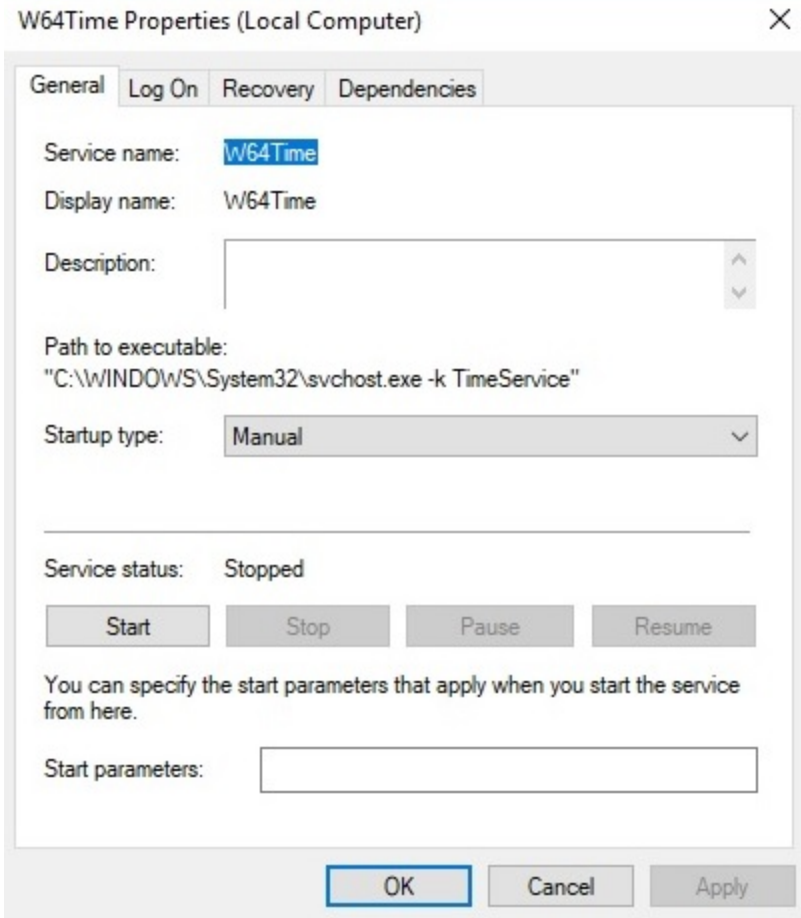 W64Time Properties (Local Computer)
General Log On Recovery Dependencies
Service name: W64Time
Display name: W64Time
Description:
Path to executable:
"C:\WINDOWS\System32\svchost.exe -k TimeService"
Startup type: Manual
Service status: Stopped
Start Stop Pause Resume
You can specify the start parameters that apply when you start the service
from here.
Start parameters:
OK Cancel Apply